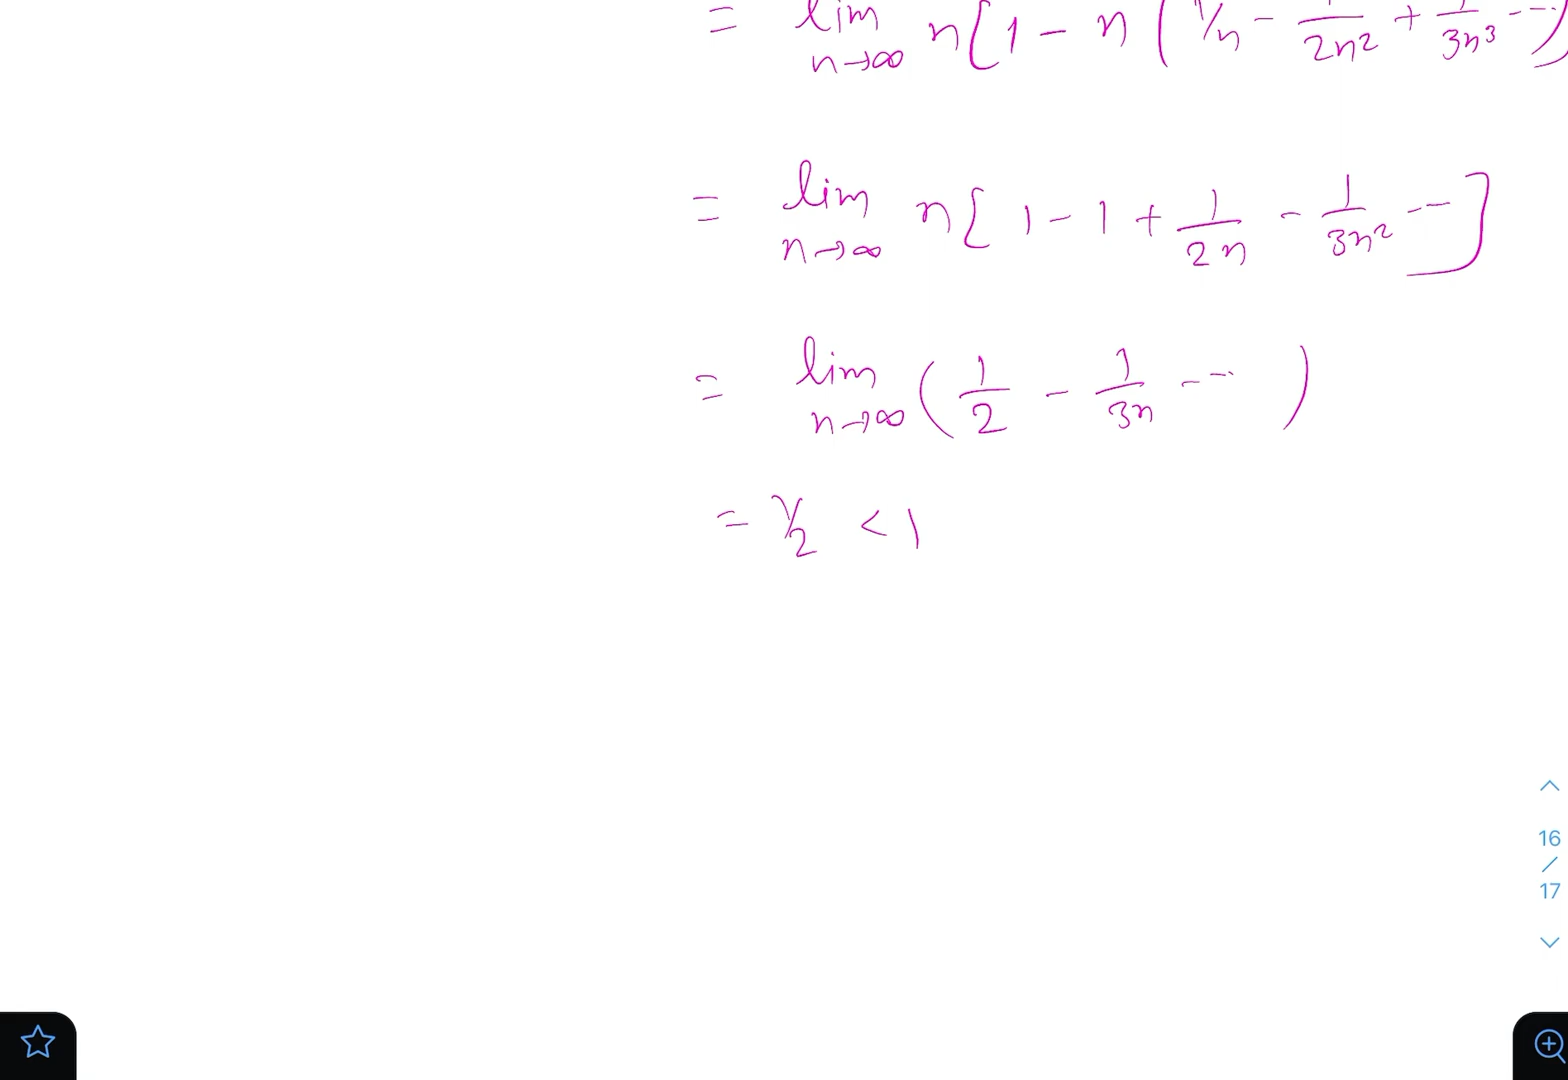 = lim n→∞ n[1 - n(1/n - 1/2n² + 1/3n³ ---)
= lim n→∞ n[1 - 1 + 1/2n - 1/3n² ---]
= lim n→∞ (1/2 - 1/3n ---)
= 1/2 < 1
16
/
17